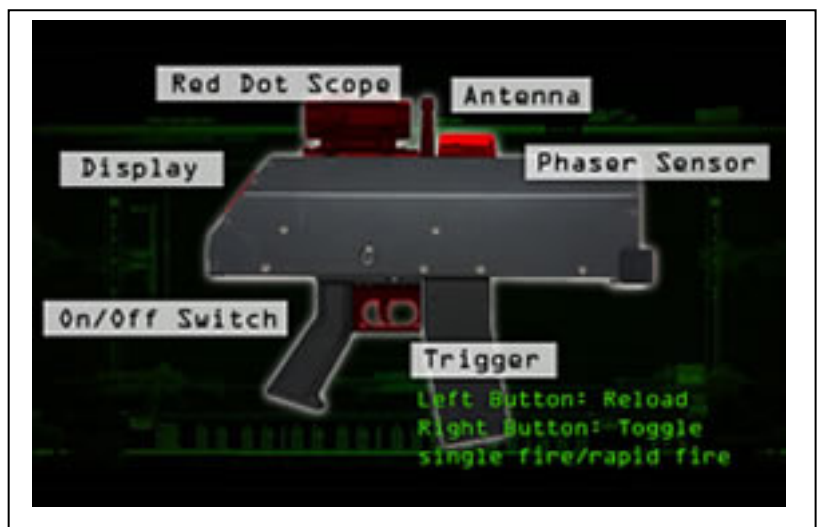 Red Dot Scope
Antenna
Display
Phaser Sensor
On/Off Switch
Trigger
Left Button: Reload
Right Button: Toggle
single fire/rapid fire